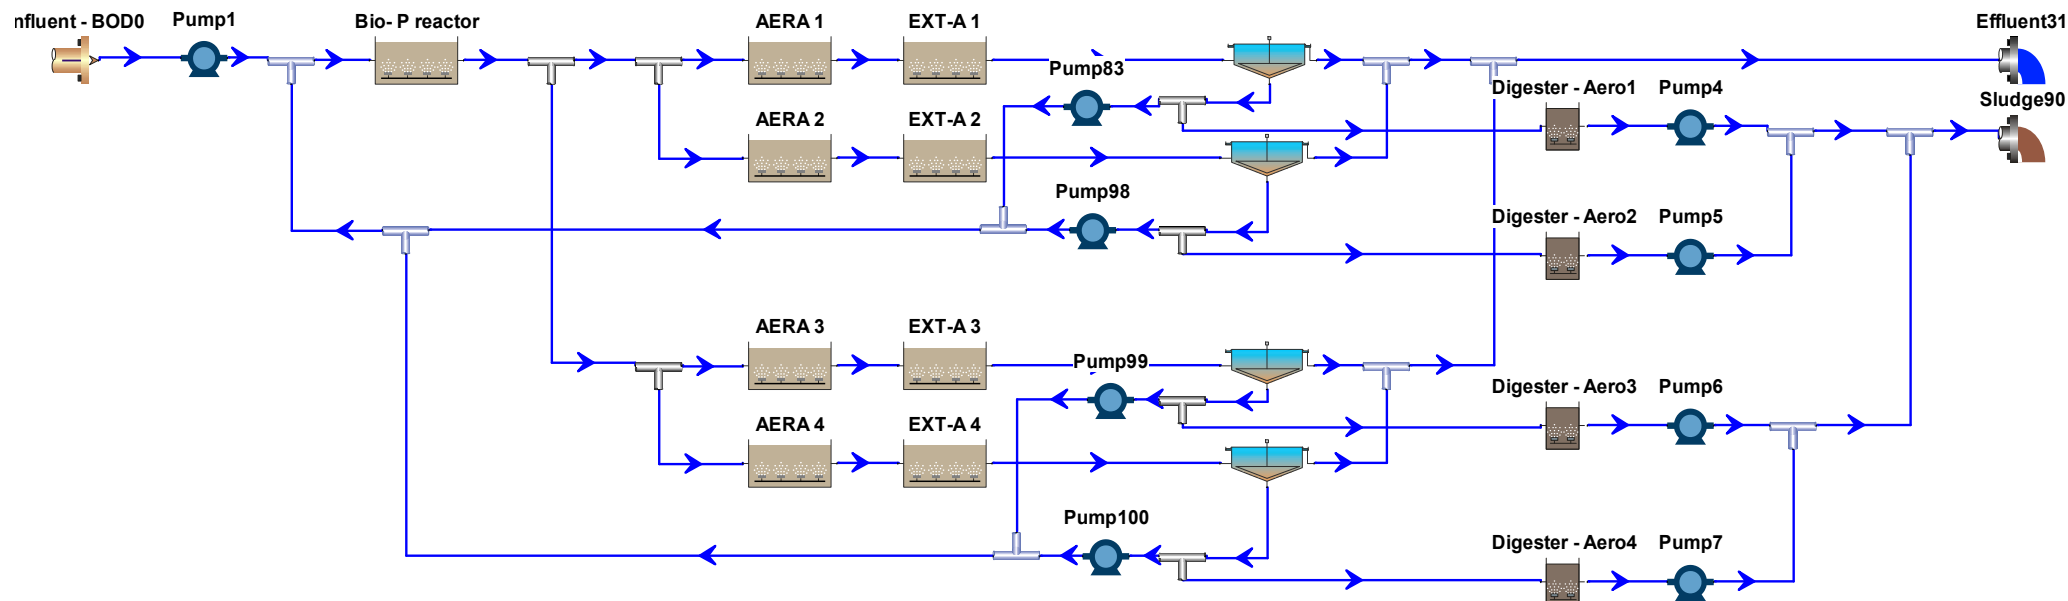 nfluent - BOD0
Pump1
Bio- P reactor
AERA 1
EXT-A 1
Effluent31
Pump83
Digester - Aero1
Pump4
Sludge90
AERA 2
EXT-A 2
Pump98
Digester - Aero2
Pump5
AERA 3
EXT-A 3
Pump99
Digester - Aero3
Pump6
AERA 4
EXT-A 4
Pump100
Digester - Aero4
Pump7